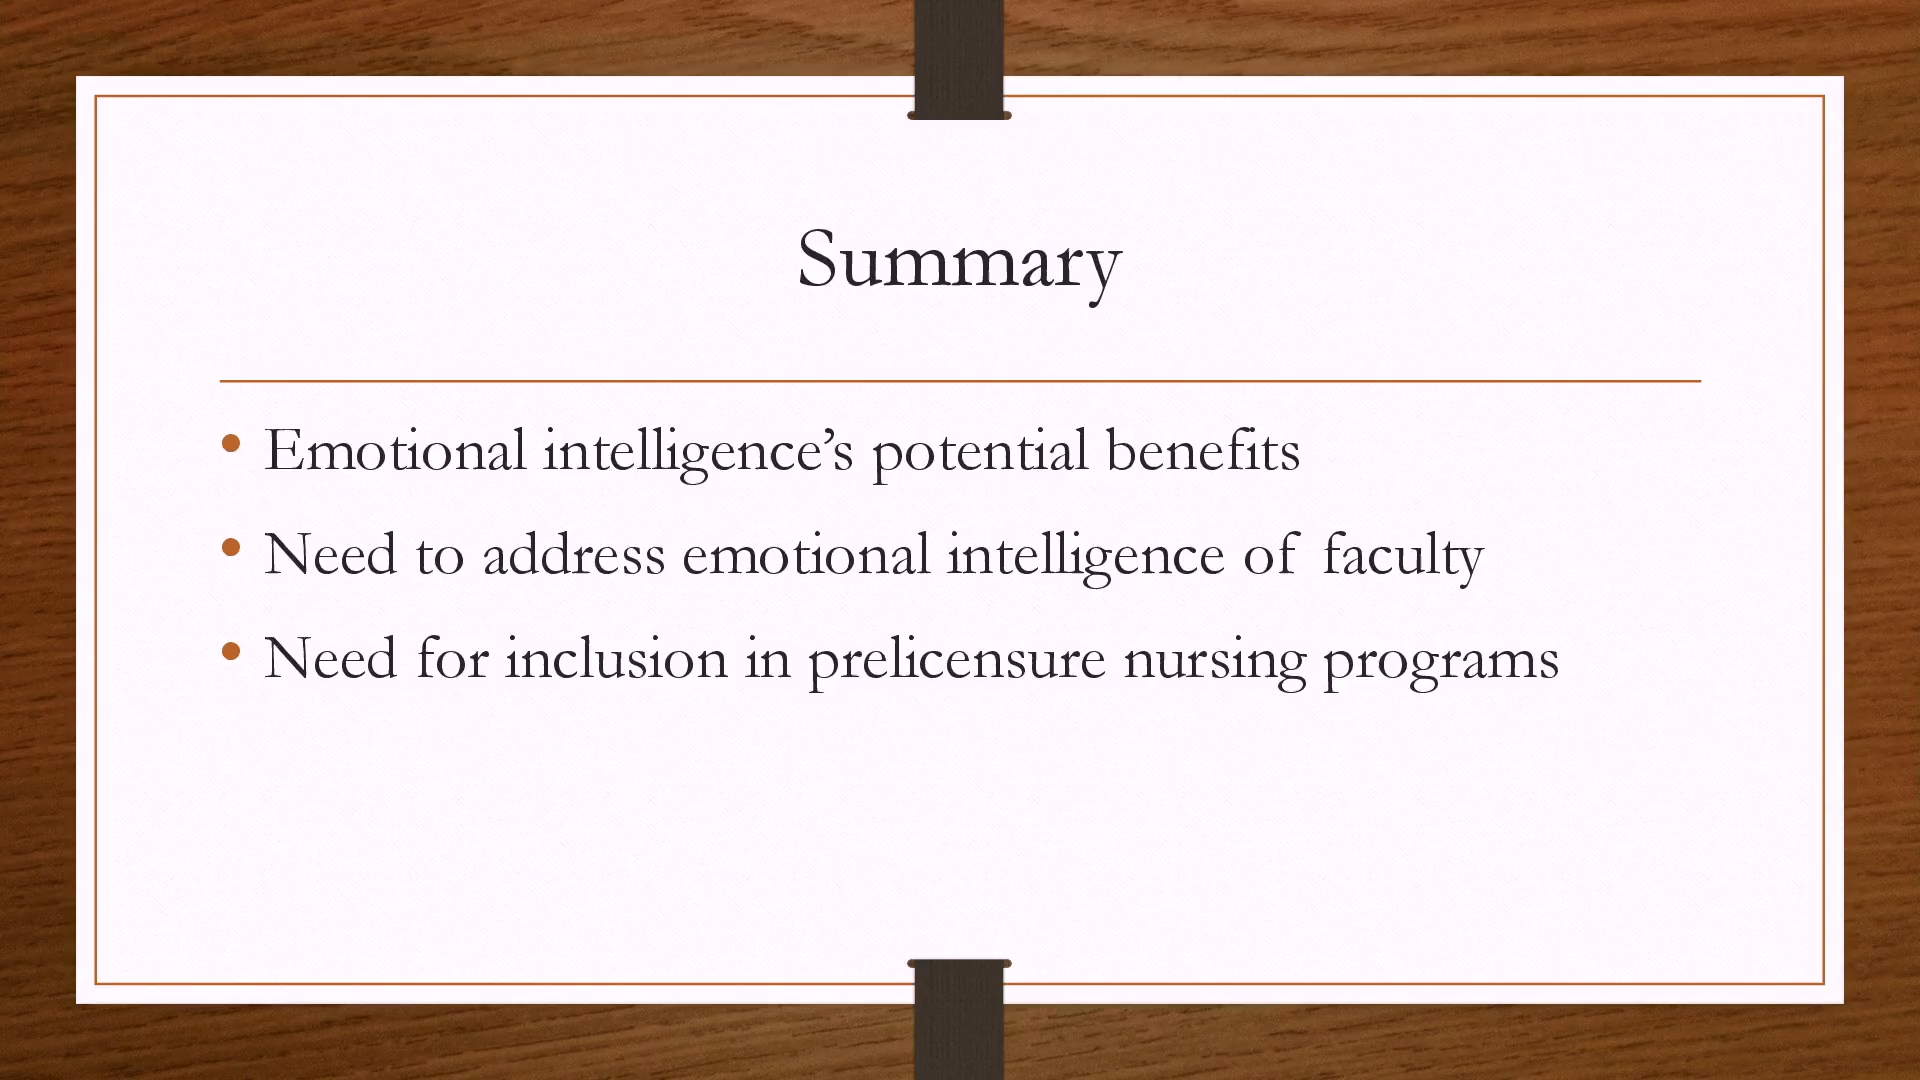 Summary
• Emotional intelligence’s potential benefits
• Need to address emotional intelligence of faculty
• Need for inclusion in prelicensure nursing programs